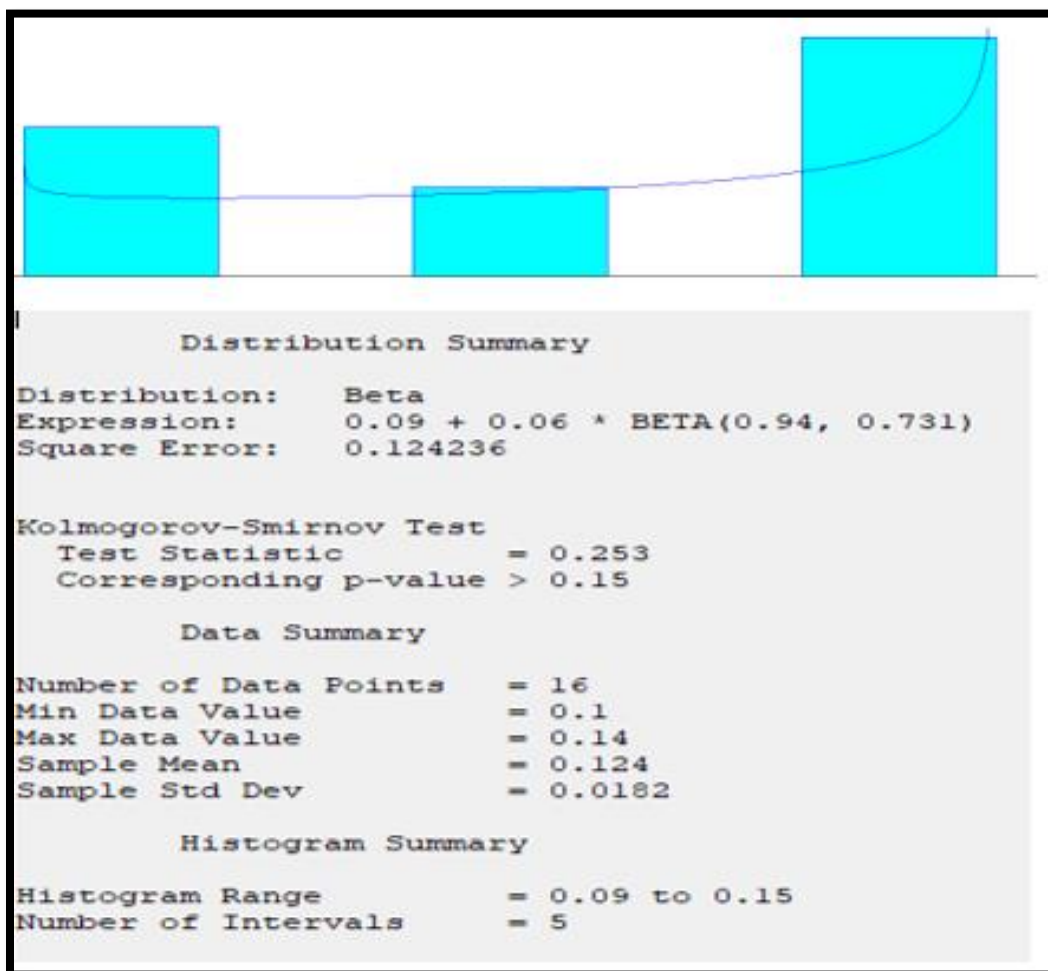 Distribution Summary
Distribution: Beta
Expression: 0.09 + 0.06 * BETA(0.94, 0.731)
Square Error: 0.124236
Kolmogorov-Smirnov Test
Test Statistic = 0.253
Corresponding p-value > 0.15
Data Summary
Number of Data Points = 16
Min Data Value = 0.1
Max Data Value = 0.14
Sample Mean = 0.124
Sample Std Dev = 0.0182
Histogram Summary
Histogram Range = 0.09 to 0.15
Number of Intervals = 5